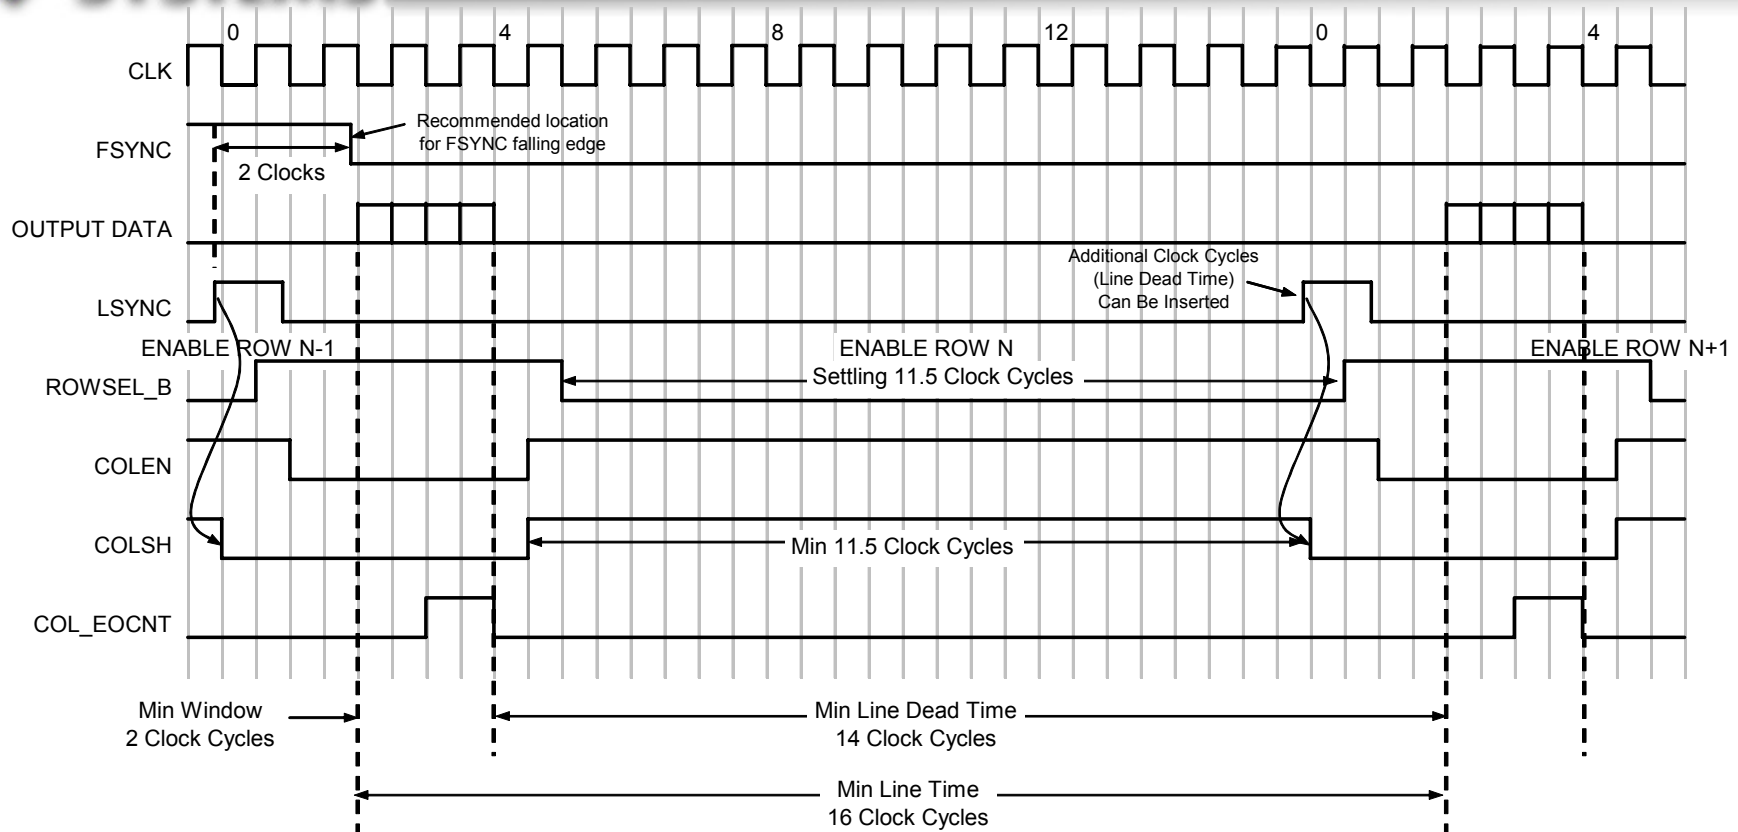 0 4 8 12 0 4
CLK
Recommended location
for FSYNC falling edge
FSYNC
2 Clocks
OUTPUT DATA
Additional Clock Cycles
(Line Dead Time)
Can Be Inserted
LSYNC
ENABLE ROW N-1 ENABLE ROW N ENABLE ROW N+1
Settling 11.5 Clock Cycles
ROWSEL_B
COLEN
COLSH
Min 11.5 Clock Cycles
COL_EOCNT
Min Window
2 Clock Cycles
Min Line Dead Time
14 Clock Cycles
Min Line Time
16 Clock Cycles